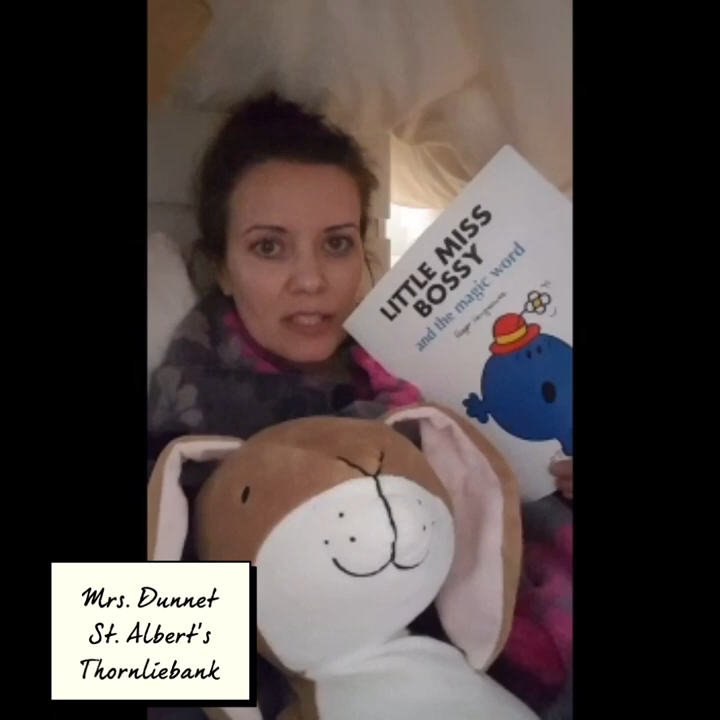 LITTLE MISS
BOSSY
and the magic word
Mrs. Dunnet
St. Albert's
Thornliebank